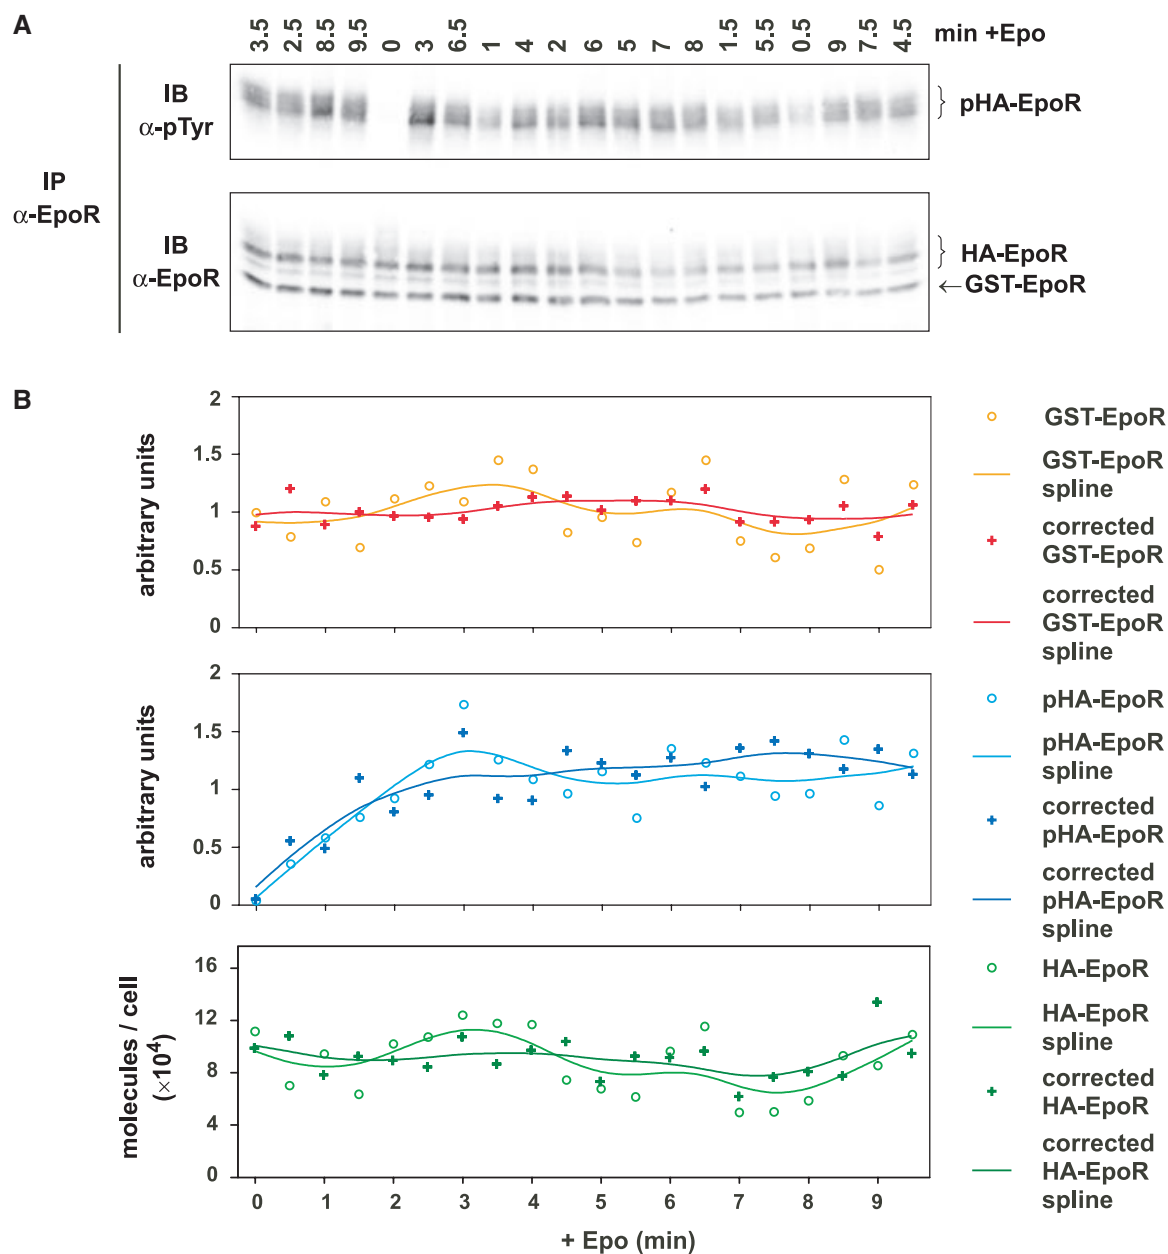 A
3.5 2.5 8.5 9.5 0 3 6.5 1 4 2 6 5 7 8 1.5 5.5 0.5 9 7.5 4.5 min +Epo
IB
α-pTyr
pHA-EpoR
IP
α-EpoR
IB
α-EpoR
HA-EpoR
←GST-EpoR
B
arbitrary units
2
1.5
1
0.5
0
GST-EpoR
GST-EpoR
spline
corrected
GST-EpoR
corrected
GST-EpoR
spline
arbitrary units
2
1.5
1
0.5
0
pHA-EpoR
pHA-EpoR
spline
corrected
pHA-EpoR
corrected
pHA-EpoR
spline
molecules / cell
(×10⁴)
16
12
8
4
0
HA-EpoR
HA-EpoR
spline
corrected
HA-EpoR
corrected
HA-EpoR
spline
0 1 2 3 4 5 6 7 8 9
+ Epo (min)